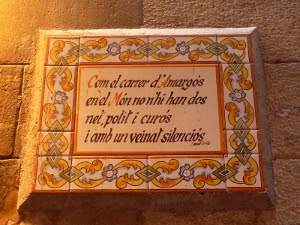 Com el carrer d'Amargós
en el Món no n'hi han dos
net, polit i curós
i amb un veïnat silenciós